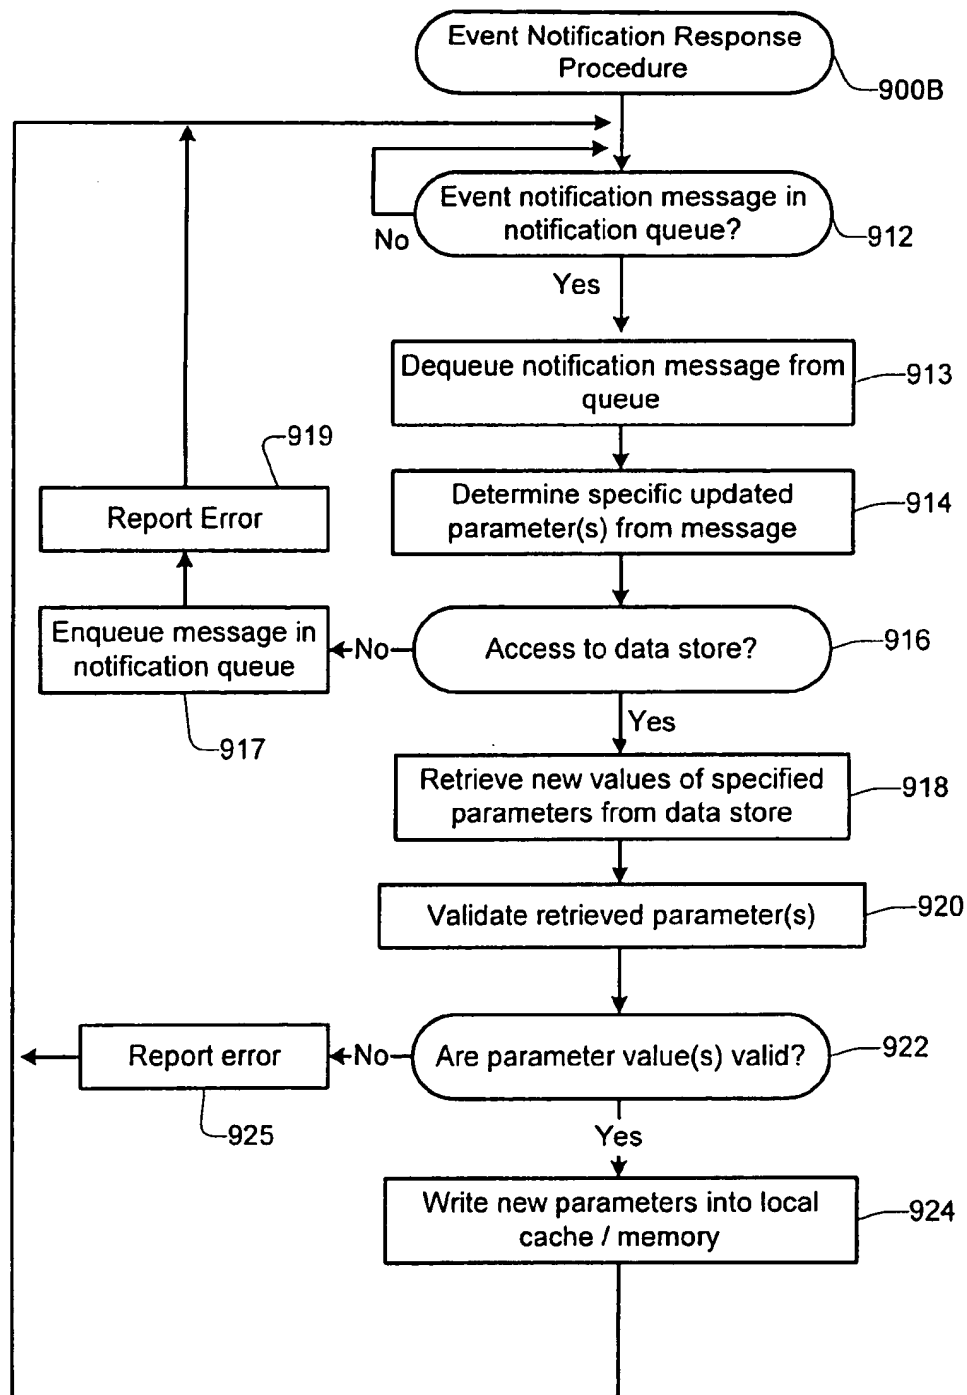 Event Notification Response
Procedure
900B
Event notification message in
notification queue?
912
No
Yes
Dequeue notification message from
queue
913
919
Report Error
Determine specific updated
parameter(s) from message
914
Enqueue message in
notification queue
917
No
Access to data store?
916
Yes
Retrieve new values of specified
parameters from data store
918
Validate retrieved parameter(s)
920
Report error
925
No
Are parameter value(s) valid?
922
Yes
Write new parameters into local
cache / memory
924